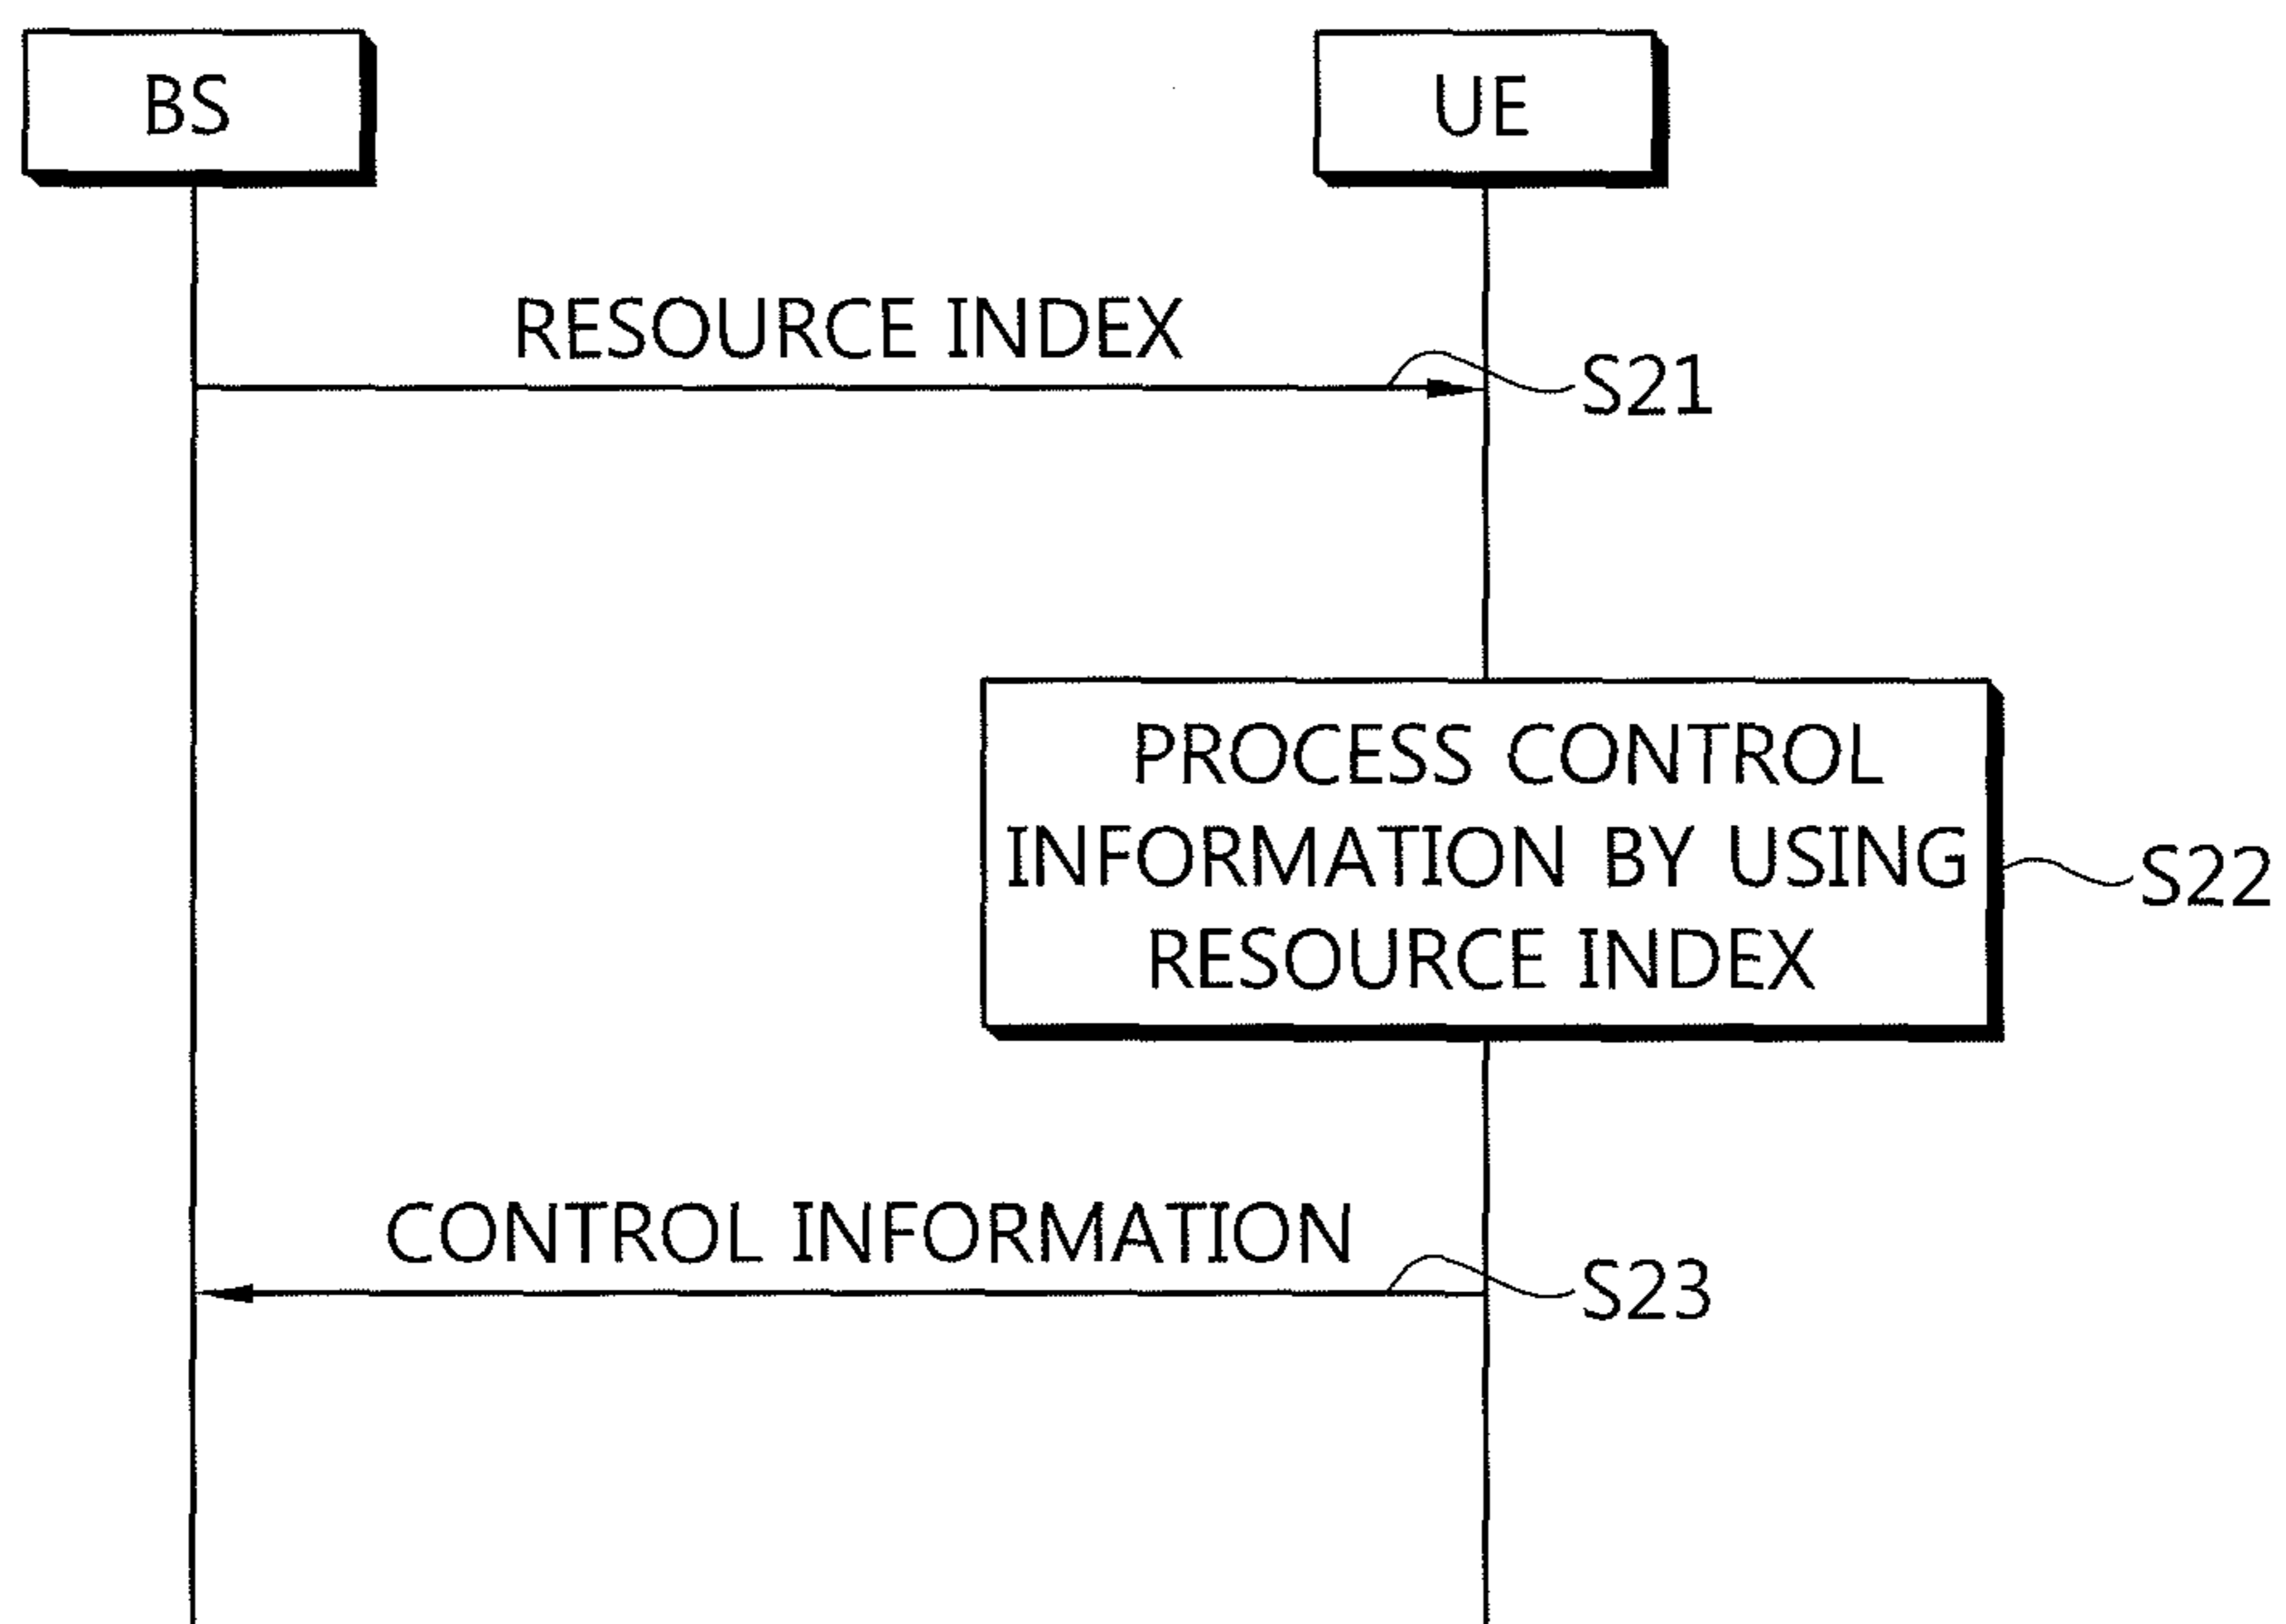 BS
UE
RESOURCE INDEX
S21
PROCESS CONTROL
INFORMATION BY USING
RESOURCE INDEX
S22
CONTROL INFORMATION
S23